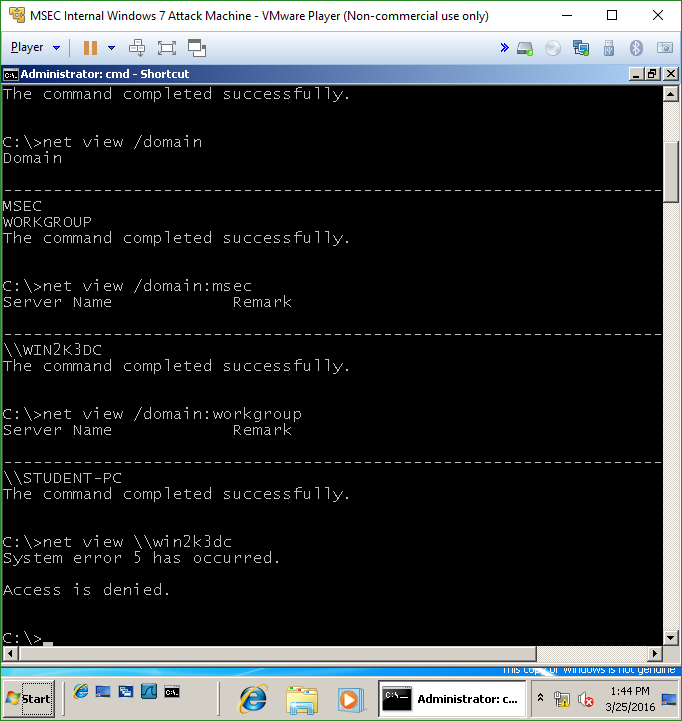 MSEC Internal Windows 7 Attack Machine - VMware Player (Non-commercial use only)
Player
Administrator: cmd - Shortcut
The command completed successfully.
C:\>net view /domain
Domain
-------------------------------------------------------------------
MSEC
WORKGROUP
The command completed successfully.
C:\>net view /domain:msec
Server Name            Remark
-------------------------------------------------------------------
\\WIN2K3DC
The command completed successfully.
C:\>net view /domain:workgroup
Server Name            Remark
-------------------------------------------------------------------
\\STUDENT-PC
The command completed successfully.
C:\>net view \\win2k3dc
System error 5 has occurred.
Access is denied.
C:\>
This copy of Windows is not genuine
Start
Administrator: c...
1:44 PM
3/25/2016